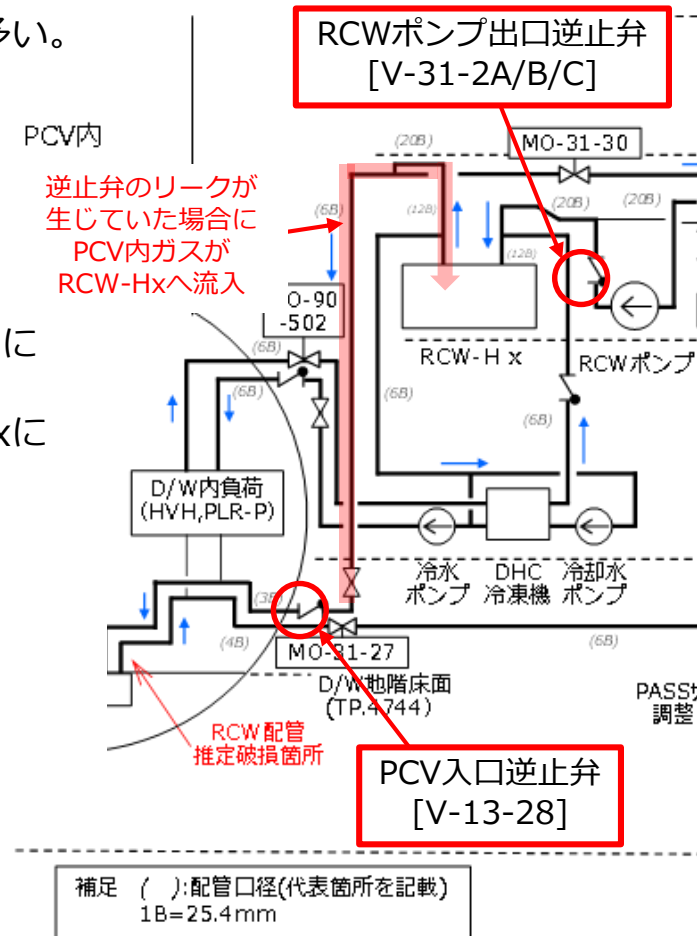 多い。
RCWポンプ出口逆止弁
[V-31-2A/B/C]
PCV内
(20B)
MO-31-30
逆止弁のリークが
生じていた場合に
PCV内ガスが
RCW-Hxへ流入
(6B)
(12B)
(20B)
(20B)
(12B)
O-90
-502
に
RCW-Hx
RCWポンプ
(6B)
(6B)
(6B)
(6B)
xに
D/W内負荷
(HVH,PLR-P)
冷水
ポンプ
DHC
冷凍機
冷却水
ポンプ
(3B)
(4B)
MO-31-27
(6B)
D/W地階床面
(TP.4744)
PASS
調整
RCW配管
推定破損箇所
PCV入口逆止弁
[V-13-28]
補足 ( ):配管口径(代表箇所を記載)
1B=25.4mm